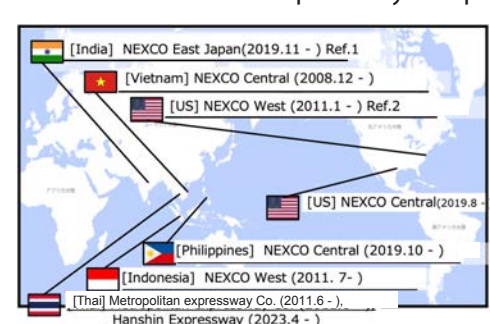 [India] NEXCO East Japan(2019.11 - ) Ref.1
[Vietnam] NEXCO Central (2008.12 - )
[US] NEXCO West (2011.1 - ) Ref.2
[US] NEXCO Central(2019.8 -
[Philippines] NEXCO Central (2019.10 - )
[Indonesia] NEXCO West (2011. 7- )
[Thai] Metropolitan expressway Co. (2011.6 - ),
Hanshin Expressway (2023.4 - )